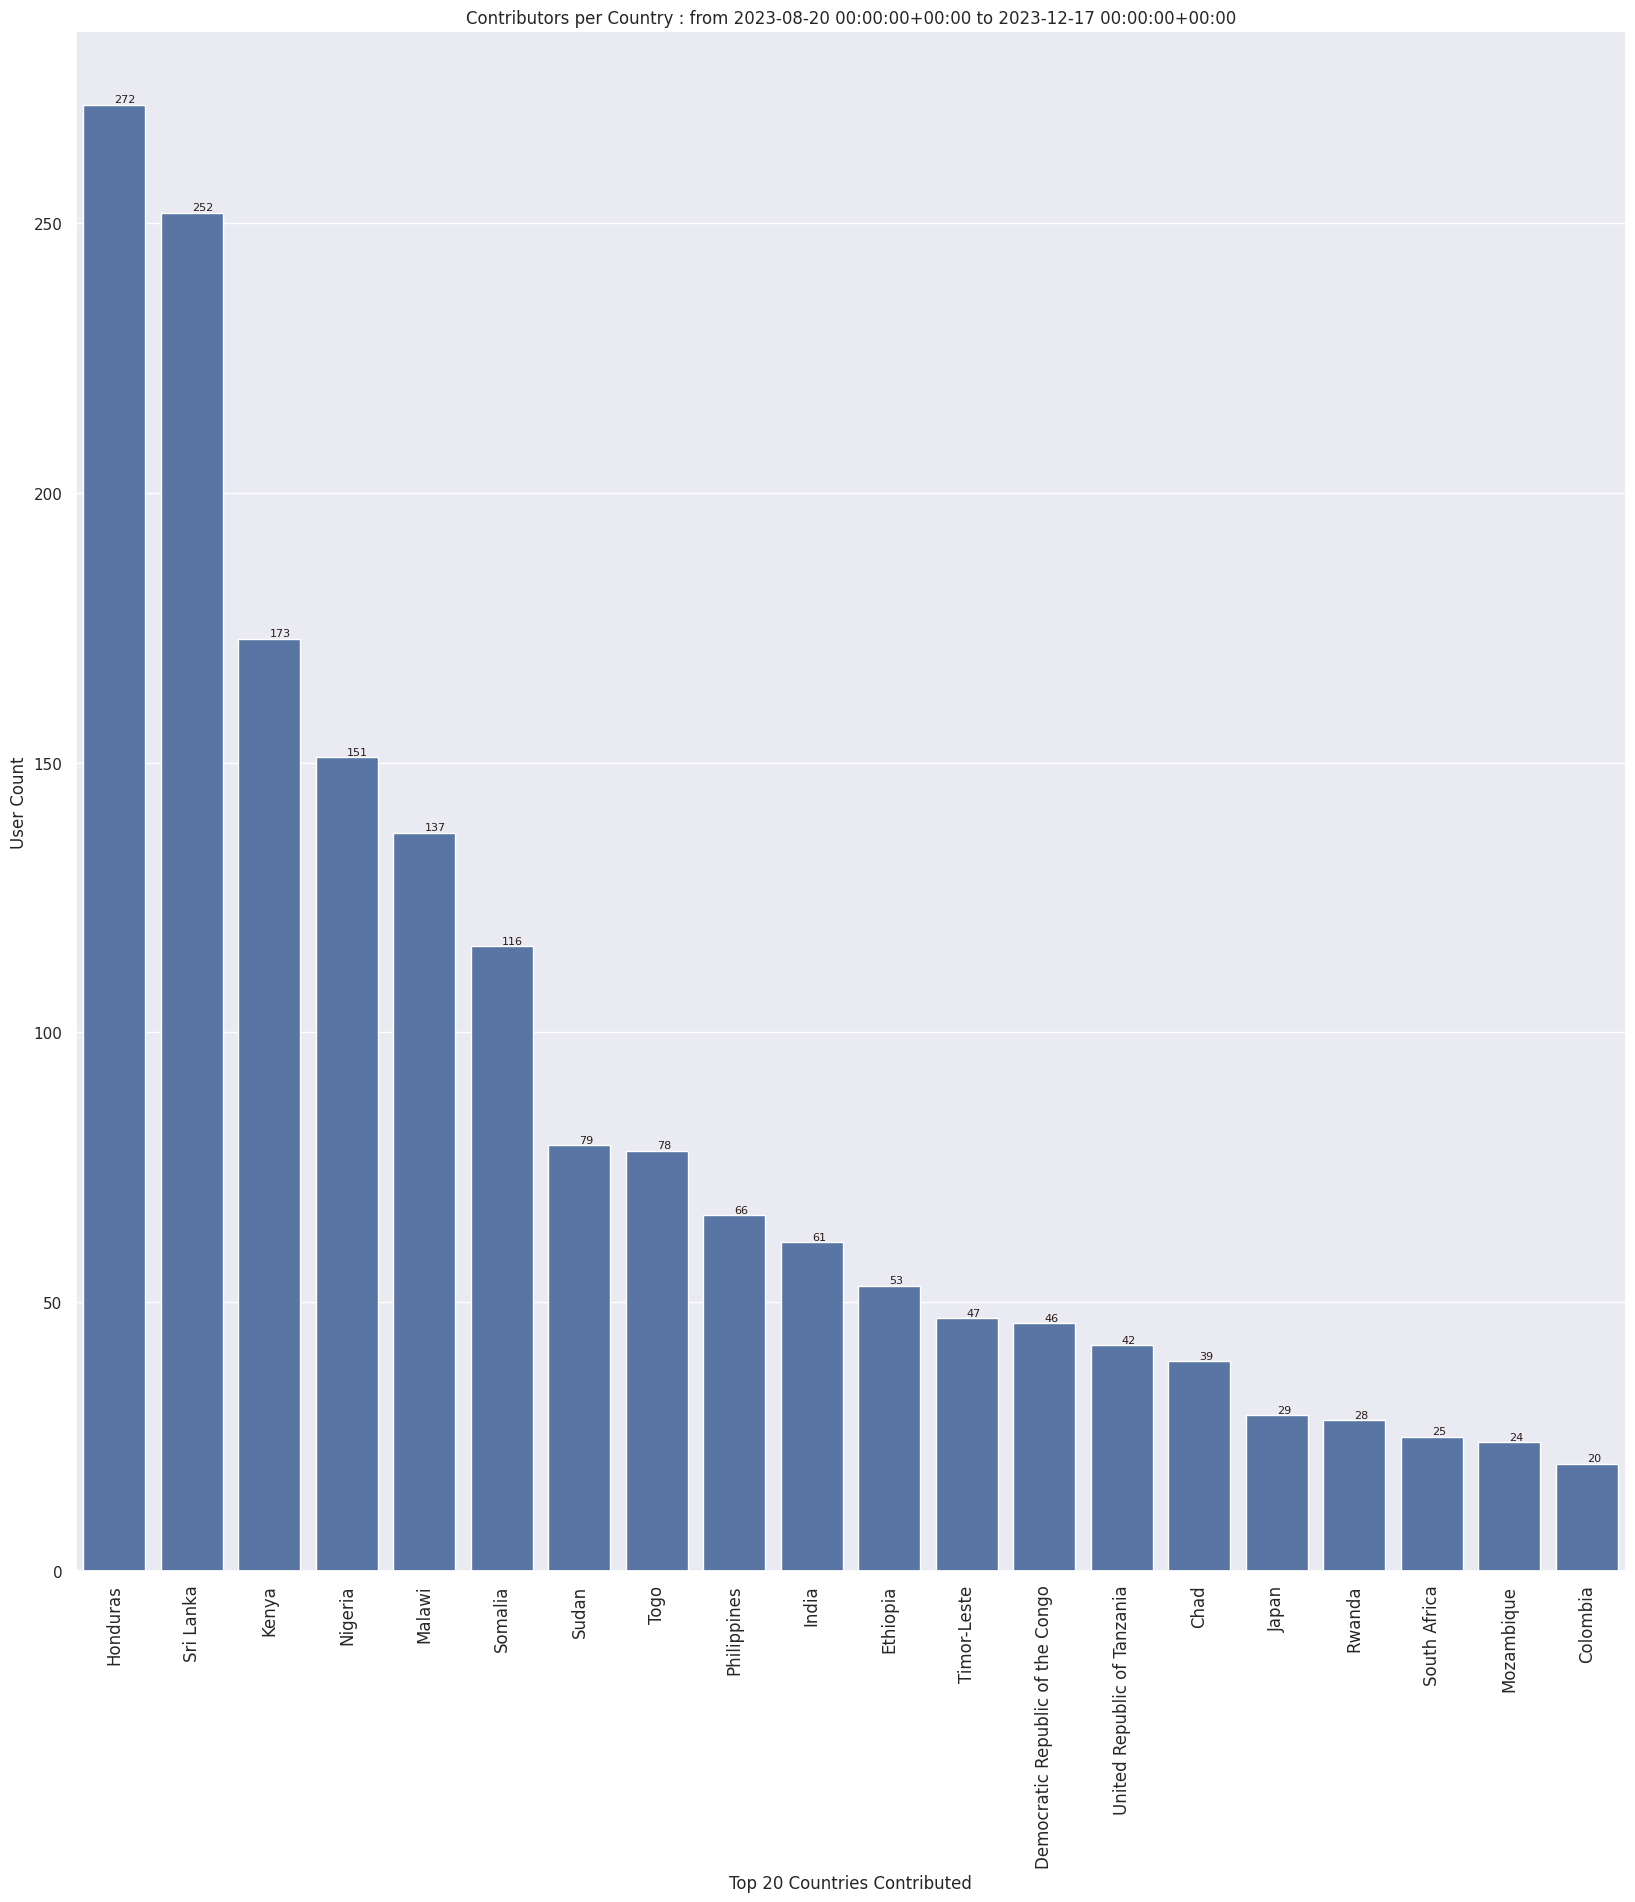 Contributors per Country : from 2023-08-20 00:00:00+00:00 to 2023-12-17 00:00:00+00:00
User Count
250
200
150
100
50
0
272
252
173
151
137
116
79
78
66
61
53
47
46
42
39
29
28
25
24
20
Honduras
Sri Lanka
Kenya
Nigeria
Malawi
Somalia
Sudan
Togo
Philippines
India
Ethiopia
Timor-Leste
Democratic Republic of the Congo
United Republic of Tanzania
Chad
Japan
Rwanda
South Africa
Mozambique
Colombia
Top 20 Countries Contributed